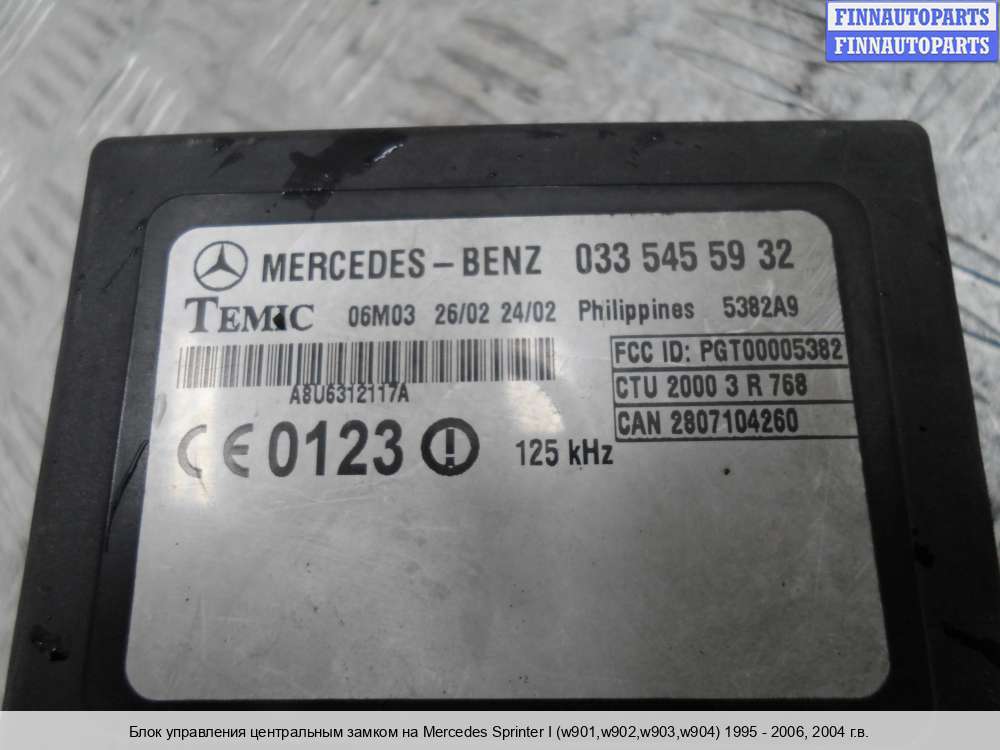 FINNAUTOPARTS
FINNAUTOPARTS
MERCEDES - BENZ 033 545 59 32
TEMIC 06M03 26/02 24/02 Philippines 5382A9
FCC ID: PGT00005382
A8U6312117A
CTU 2000 3 R 768
CAN 2807104260
CE 0123 125 kHz
Блок управления центральным замком на Mercedes Sprinter I (w901,w902,w903,w904) 1995 - 2006, 2004 г.в.